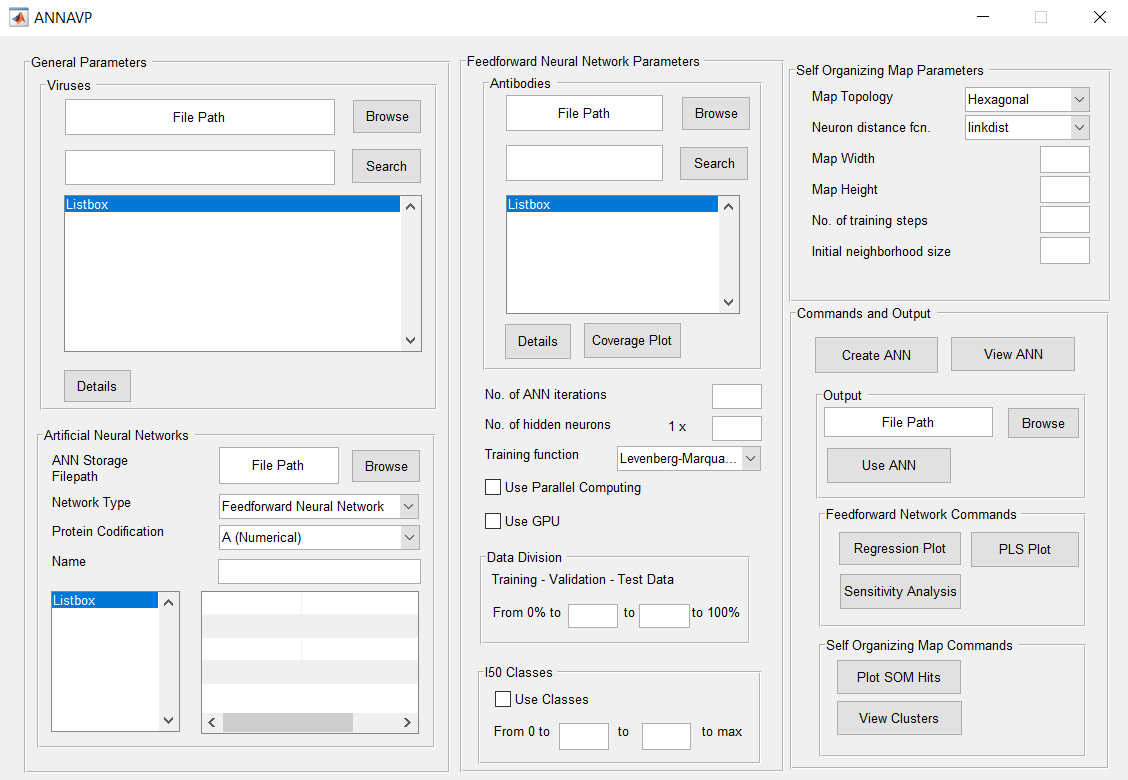 ANNAVP
General Parameters
Viruses
File Path
Browse
Search
Listbox
Details
Artificial Neural Networks
ANN Storage
Filepath
File Path
Browse
Network Type
Feedforward Neural Network
Protein Codification
A (Numerical)
Name
Listbox
Feedforward Neural Network Parameters
Antibodies
File Path
Browse
Search
Listbox
Details
Coverage Plot
No. of ANN iterations
No. of hidden neurons 1 x
Training function
Levenberg-Marqua...
Use Parallel Computing
Use GPU
Data Division
Training - Validation - Test Data
From 0% to to to 100%
I50 Classes
Use Classes
From 0 to to to max
Self Organizing Map Parameters
Map Topology
Hexagonal
Neuron distance fcn.
linkdist
Map Width
Map Height
No. of training steps
Initial neighborhood size
Commands and Output
Create ANN
View ANN
Output
File Path
Browse
Use ANN
Feedforward Network Commands
Regression Plot
PLS Plot
Sensitivity Analysis
Self Organizing Map Commands
Plot SOM Hits
View Clusters